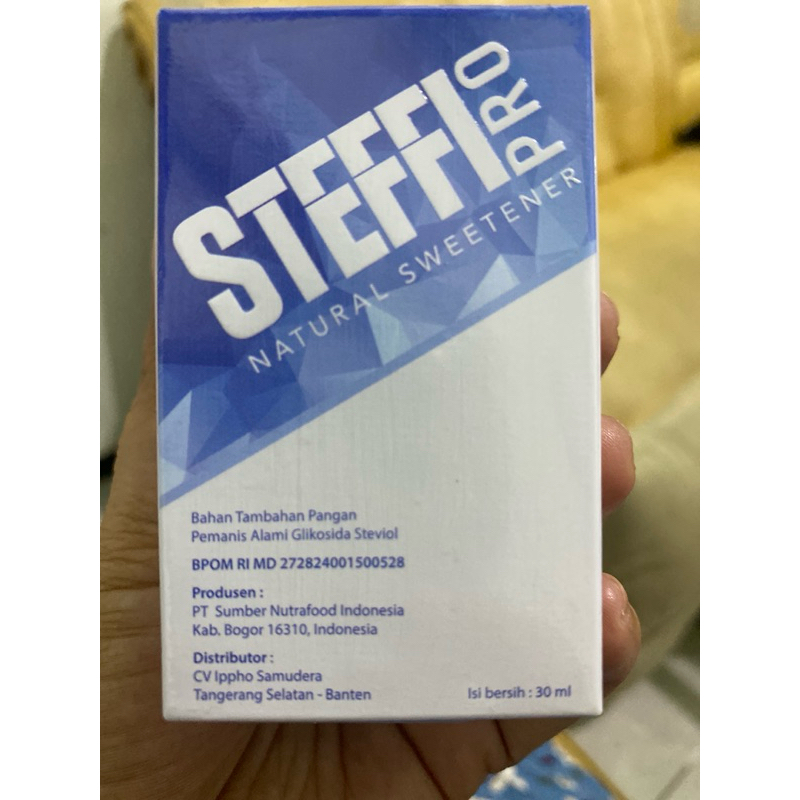 STEFFI PRO
NATURAL SWEETENER
Bahan Tambahan Pangan
Pemanis Alami Glikosida Steviol
BPOM RI MD 272824001500528
Produsen :
PT Sumber Nutrafood Indonesia
Kab. Bogor 16310, Indonesia
Distributor :
CV Ippho Samudera
Tangerang Selatan - Banten
Isi bersih : 30 ml